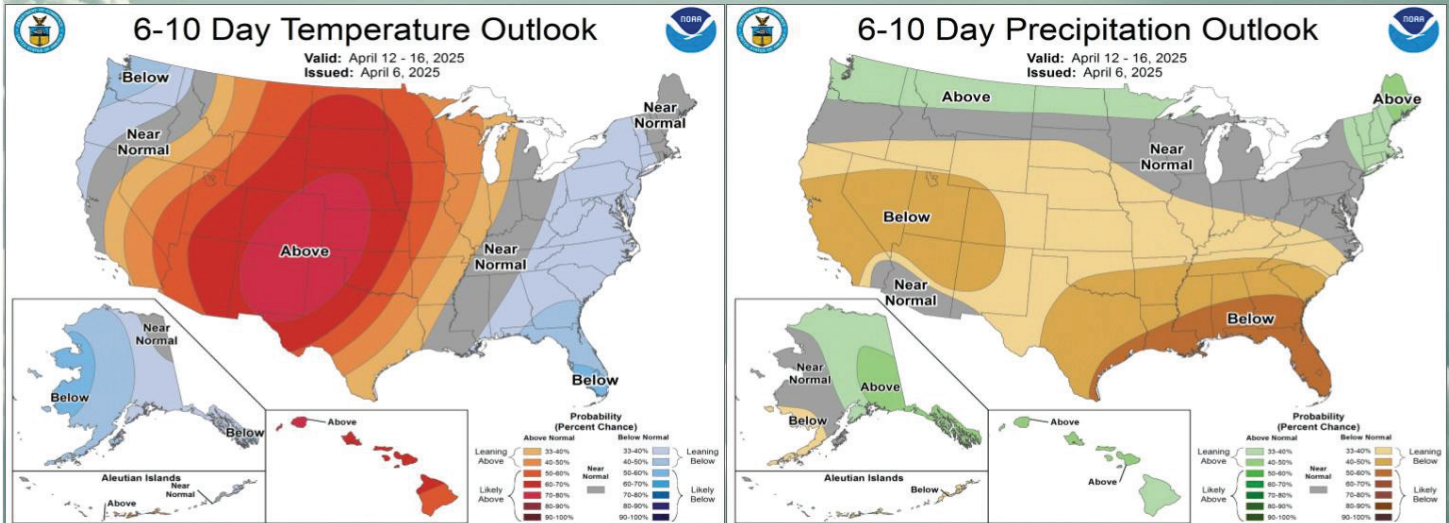 6-10 Day Temperature Outlook
Valid: April 12 - 16, 2025
Issued: April 6, 2025
NOAA
Below
Near
Normal
Near
Normal
Above
Near
Normal
Below
Near
Normal
Below
Below
Above
Aleutian Islands
Near
Normal
Above
Probability
(Percent Chance)
Above Normal
Below Normal
Leaning
Above
33-40%
40-50%
Likely
Above
50-60%
60-70%
70-80%
80-90%
90-100%
Near
Normal
33-40%
40-50%
Leaning
Below
50-60%
60-70%
70-80%
80-90%
90-100%
Likely
Below
6-10 Day Precipitation Outlook
Valid: April 12 - 16, 2025
Issued: April 6, 2025
NOAA
Above
Above
Near
Normal
Below
Near
Normal
Below
Near
Normal
Above
Below
Above
Above
Aleutian Islands
Below
Probability
(Percent Chance)
Above Normal
Below Normal
Leaning
Above
33-40%
40-50%
Likely
Above
50-60%
60-70%
70-80%
80-90%
90-100%
Near
Normal
33-40%
40-50%
Leaning
Below
50-60%
60-70%
70-80%
80-90%
90-100%
Likely
Below